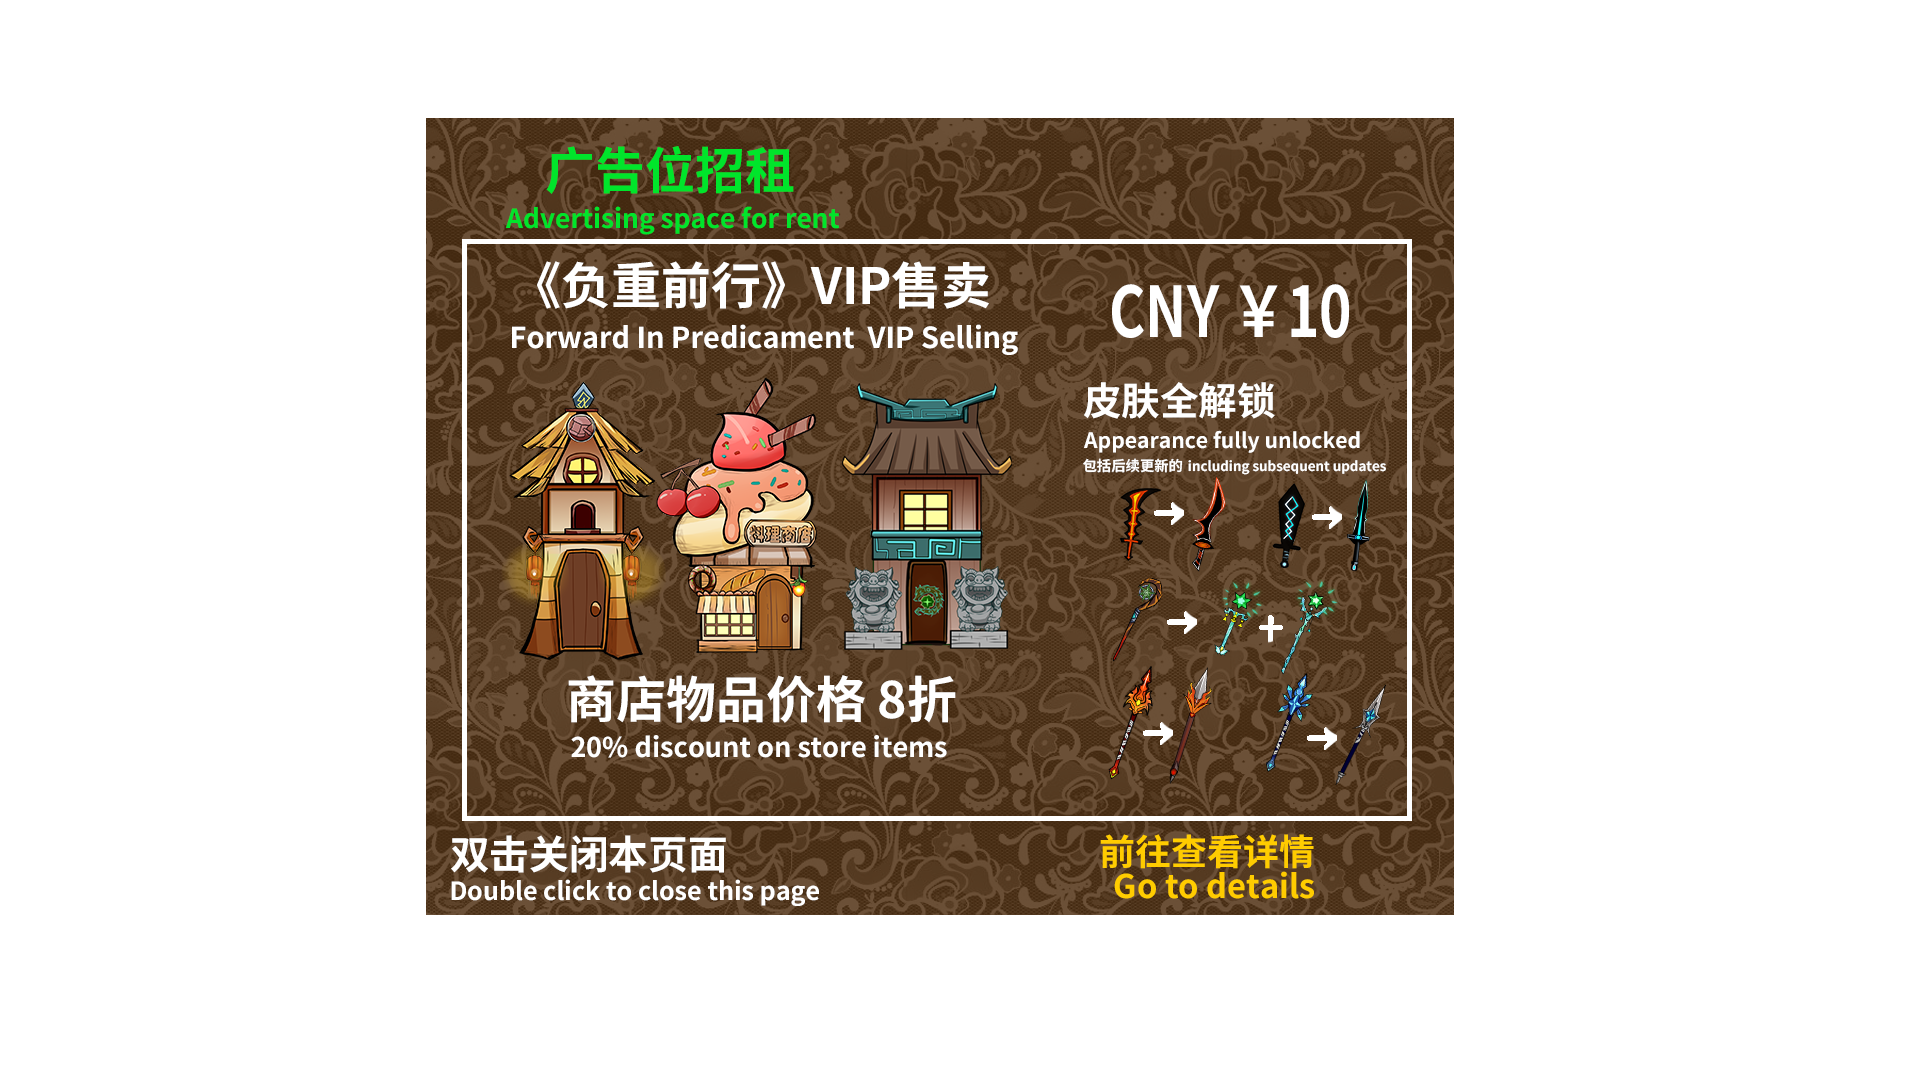 广告位招租
Advertising space for rent
《负重前行》VIP售卖
Forward In Predicament VIP Selling
CNY ￥10
皮肤全解锁
Appearance fully unlocked
包括后续更新的 including subsequent updates
料理商店
商店物品价格 8折
20% discount on store items
双击关闭本页面
Double click to close this page
前往查看详情
Go to details